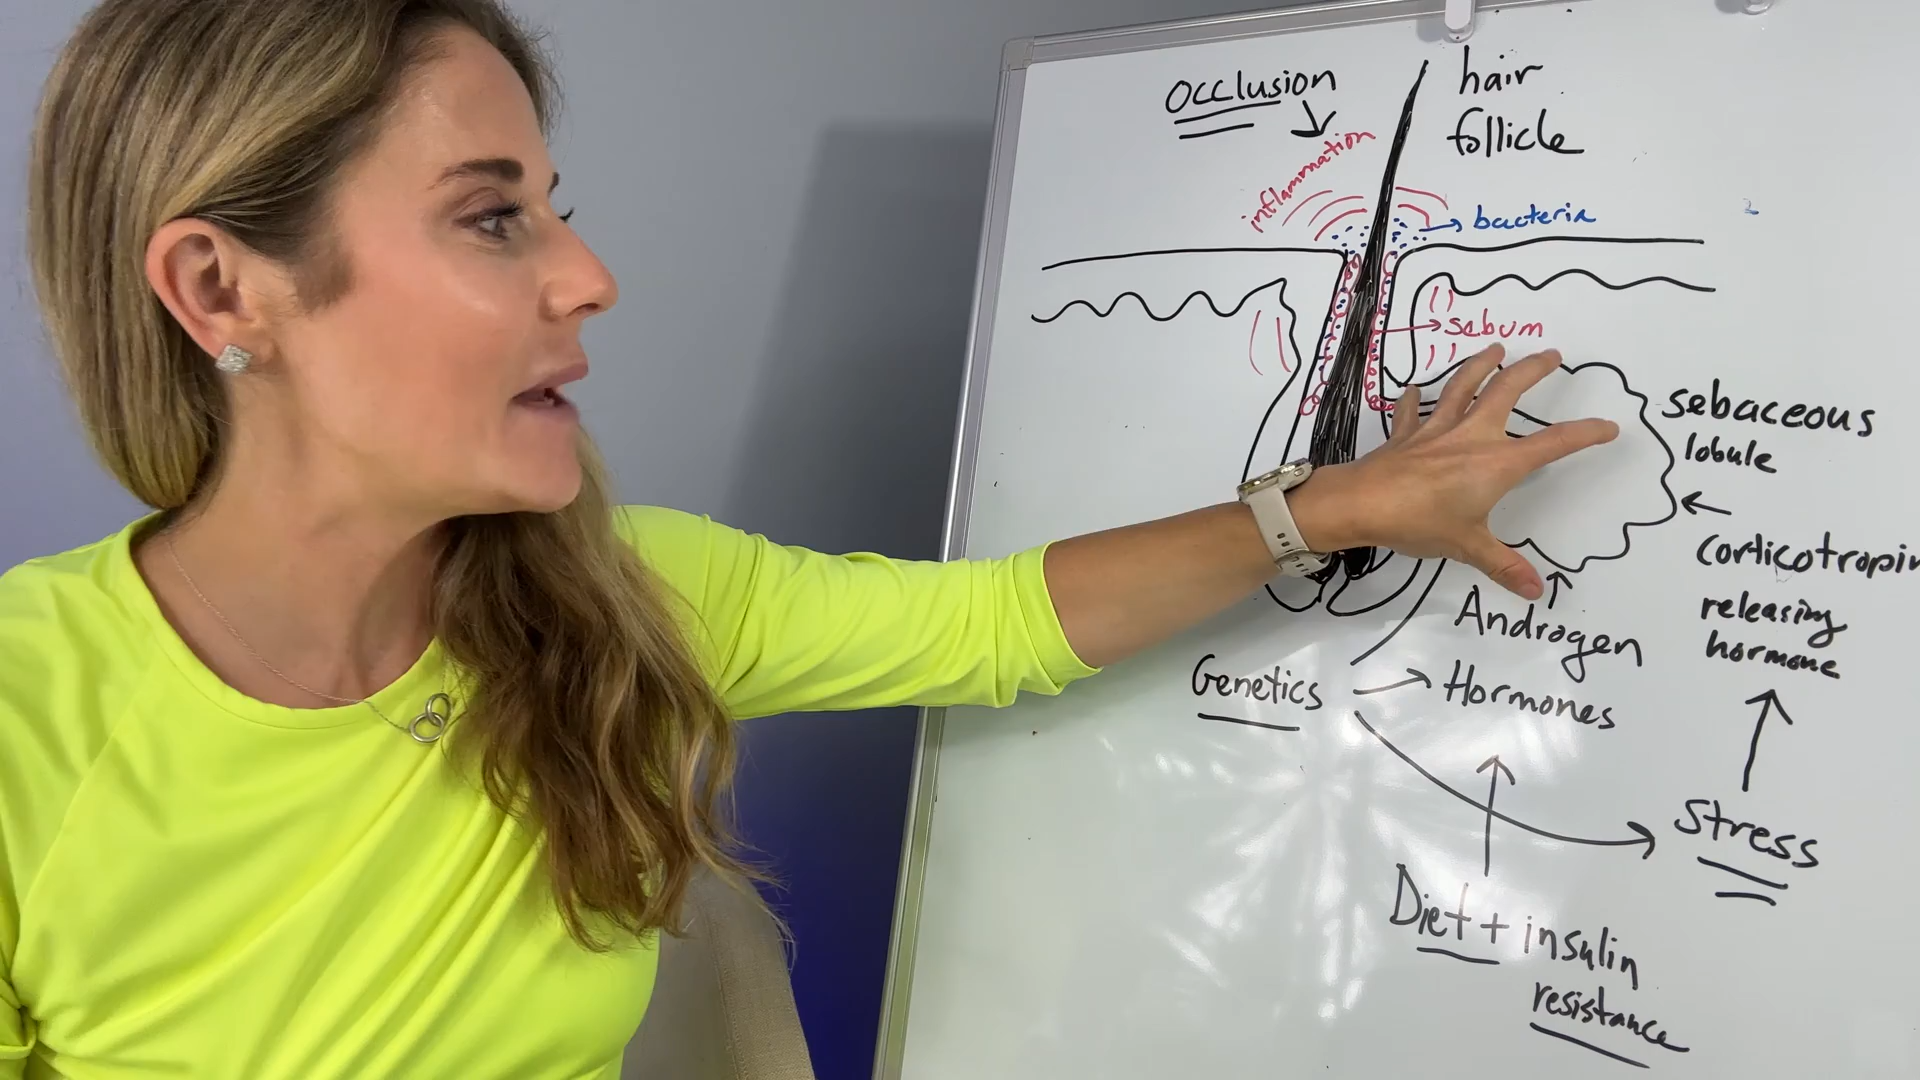 Occlusion
hair
follicle
inflammation
bacteria
sebum
sebaceous
lobule
corticotropin
releasing
hormone
Androgen
Hormones
Genetics
Stress
Diet + insulin
resistance